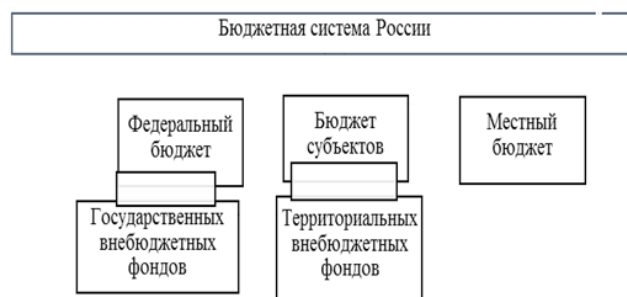 Бюджетная система России
Федеральный
бюджет
Бюджет
субъектов
Местный
бюджет
Государственных
внебюджетных
фондов
Территориальных
внебюджетных
фондов